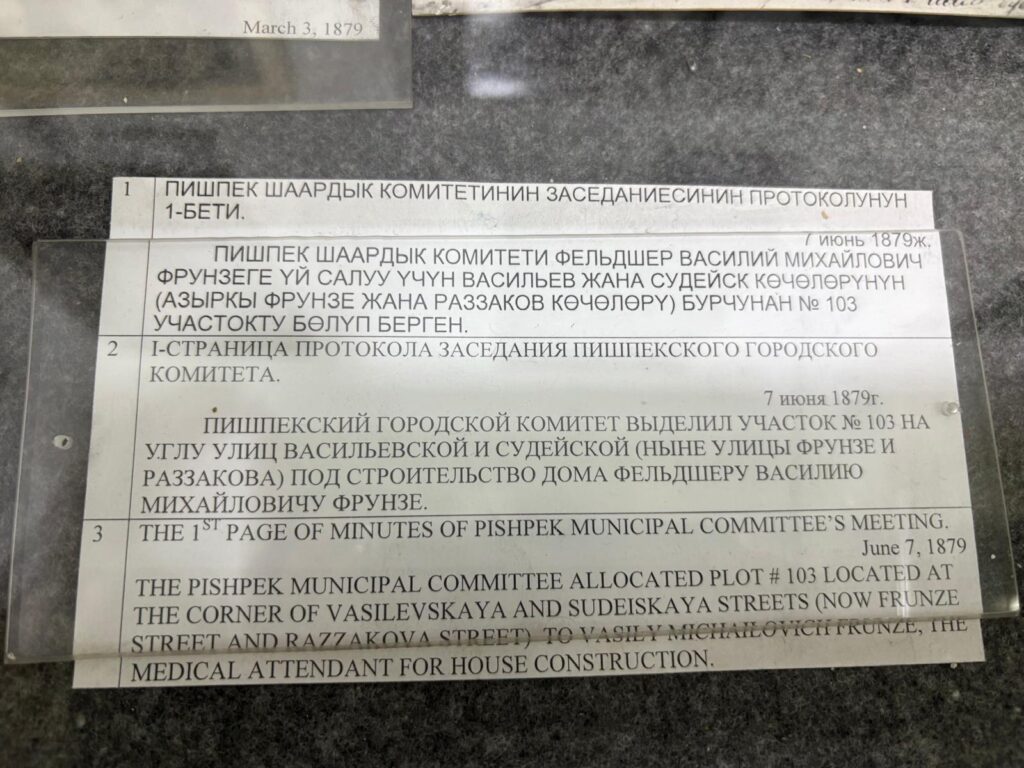 March 3, 1879
1
ПИШПЕК ШААРДЫК КОМИТЕТИНИН ЗАСЕДАНИЕСИНИН ПРОТОКОЛУНУН
1-БЕТИ.
7 июнь 1879ж.
ПИШПЕК ШААРДЫК КОМИТЕТИ ФЕЛЬДШЕР ВАСИЛИЙ МИХАЙЛОВИЧ
ФРУНЗЕГЕ ҮЙ САЛУУ ҮЧҮН ВАСИЛЬЕВ ЖАНА СУДЕЙСК КӨЧӨЛӨРҮНҮН
(АЗЫРКЫ ФРУНЗЕ ЖАНА РАЗЗАКОВ КӨЧӨЛӨРҮ) БУРЧУНАН № 103
УЧАСТОКТУ БӨЛҮП БЕРГЕН.
2
I-СТРАНИЦА ПРОТОКОЛА ЗАСЕДАНИЯ ПИШПЕКСКОГО ГОРОДСКОГО
КОМИТЕТА.
7 июня 1879г.
ПИШПЕКСКИЙ ГОРОДСКОЙ КОМИТЕТ ВЫДЕЛИЛ УЧАСТОК № 103 НА
УГЛУ УЛИЦ ВАСИЛЬЕВСКОЙ И СУДЕЙСКОЙ (НЫНЕ УЛИЦЫ ФРУНЗЕ И
РАЗЗАКОВА) ПОД СТРОИТЕЛЬСТВО ДОМА ФЕЛЬДШЕРУ ВАСИЛИЮ
МИХАЙЛОВИЧУ ФРУНЗЕ.
3
THE 1ST PAGE OF MINUTES OF PISHPEK MUNICIPAL COMMITTEE'S MEETING.
June 7, 1879
THE PISHPEK MUNICIPAL COMMITTEE ALLOCATED PLOT # 103 LOCATED AT
THE CORNER OF VASILEVSKAYA AND SUDEISKAYA STREETS (NOW FRUNZE
STREET AND RAZZAKOVA STREET) TO VASILY MICHAILOVICH FRUNZE, THE
MEDICAL ATTENDANT FOR HOUSE CONSTRUCTION.